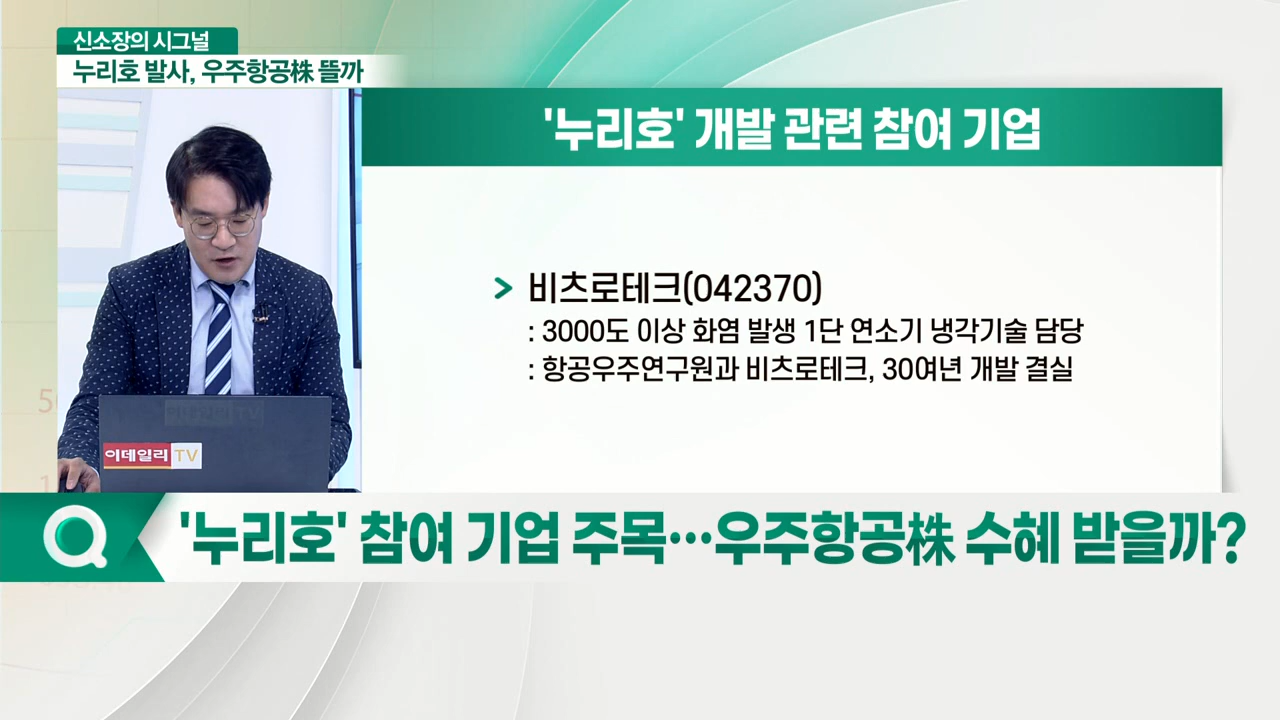 신소장의 시그널
누리호 발사, 우주항공株 뜰까
'누리호' 개발 관련 참여 기업
> 비츠로테크(042370)
: 3000도 이상 화염 발생 1단 연소기 냉각기술 담당
: 항공우주연구원과 비츠로테크, 30여년 개발 결실
이데일리 TV
'누리호' 참여 기업 주목…우주항공株 수혜 받을까?